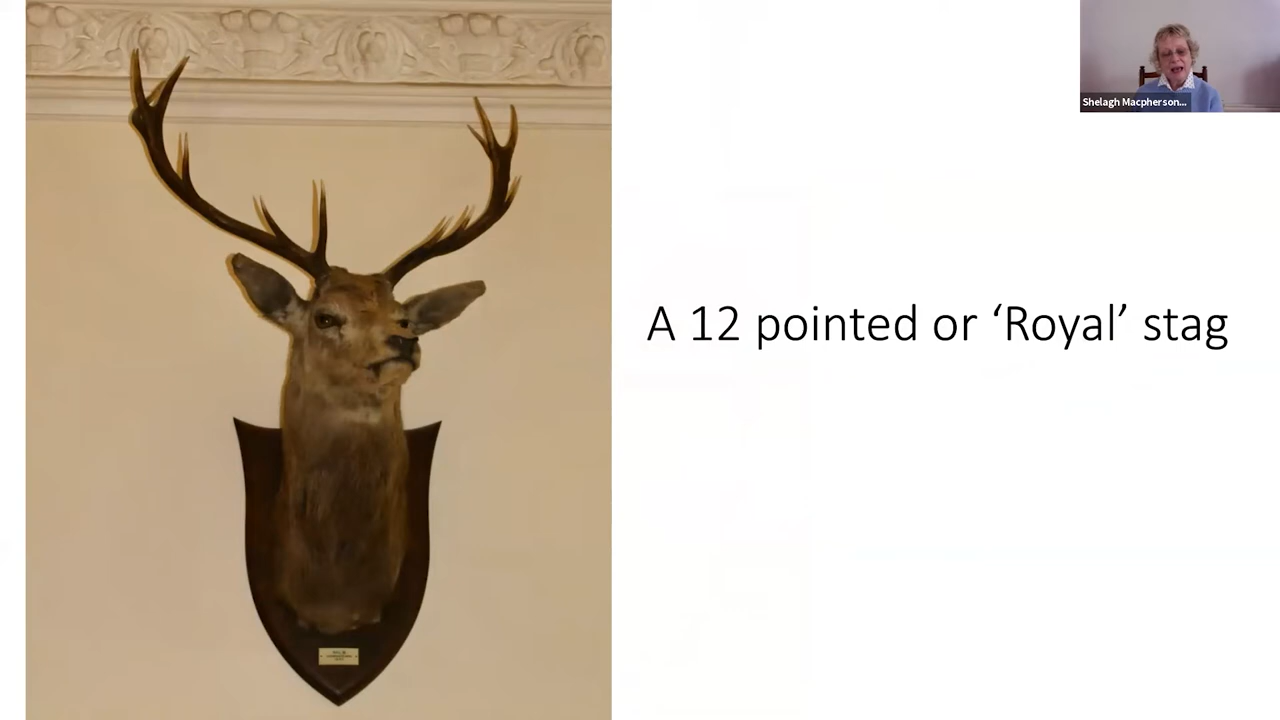 Shelagh Macpherson...
A 12 pointed or ‘Royal’ stag